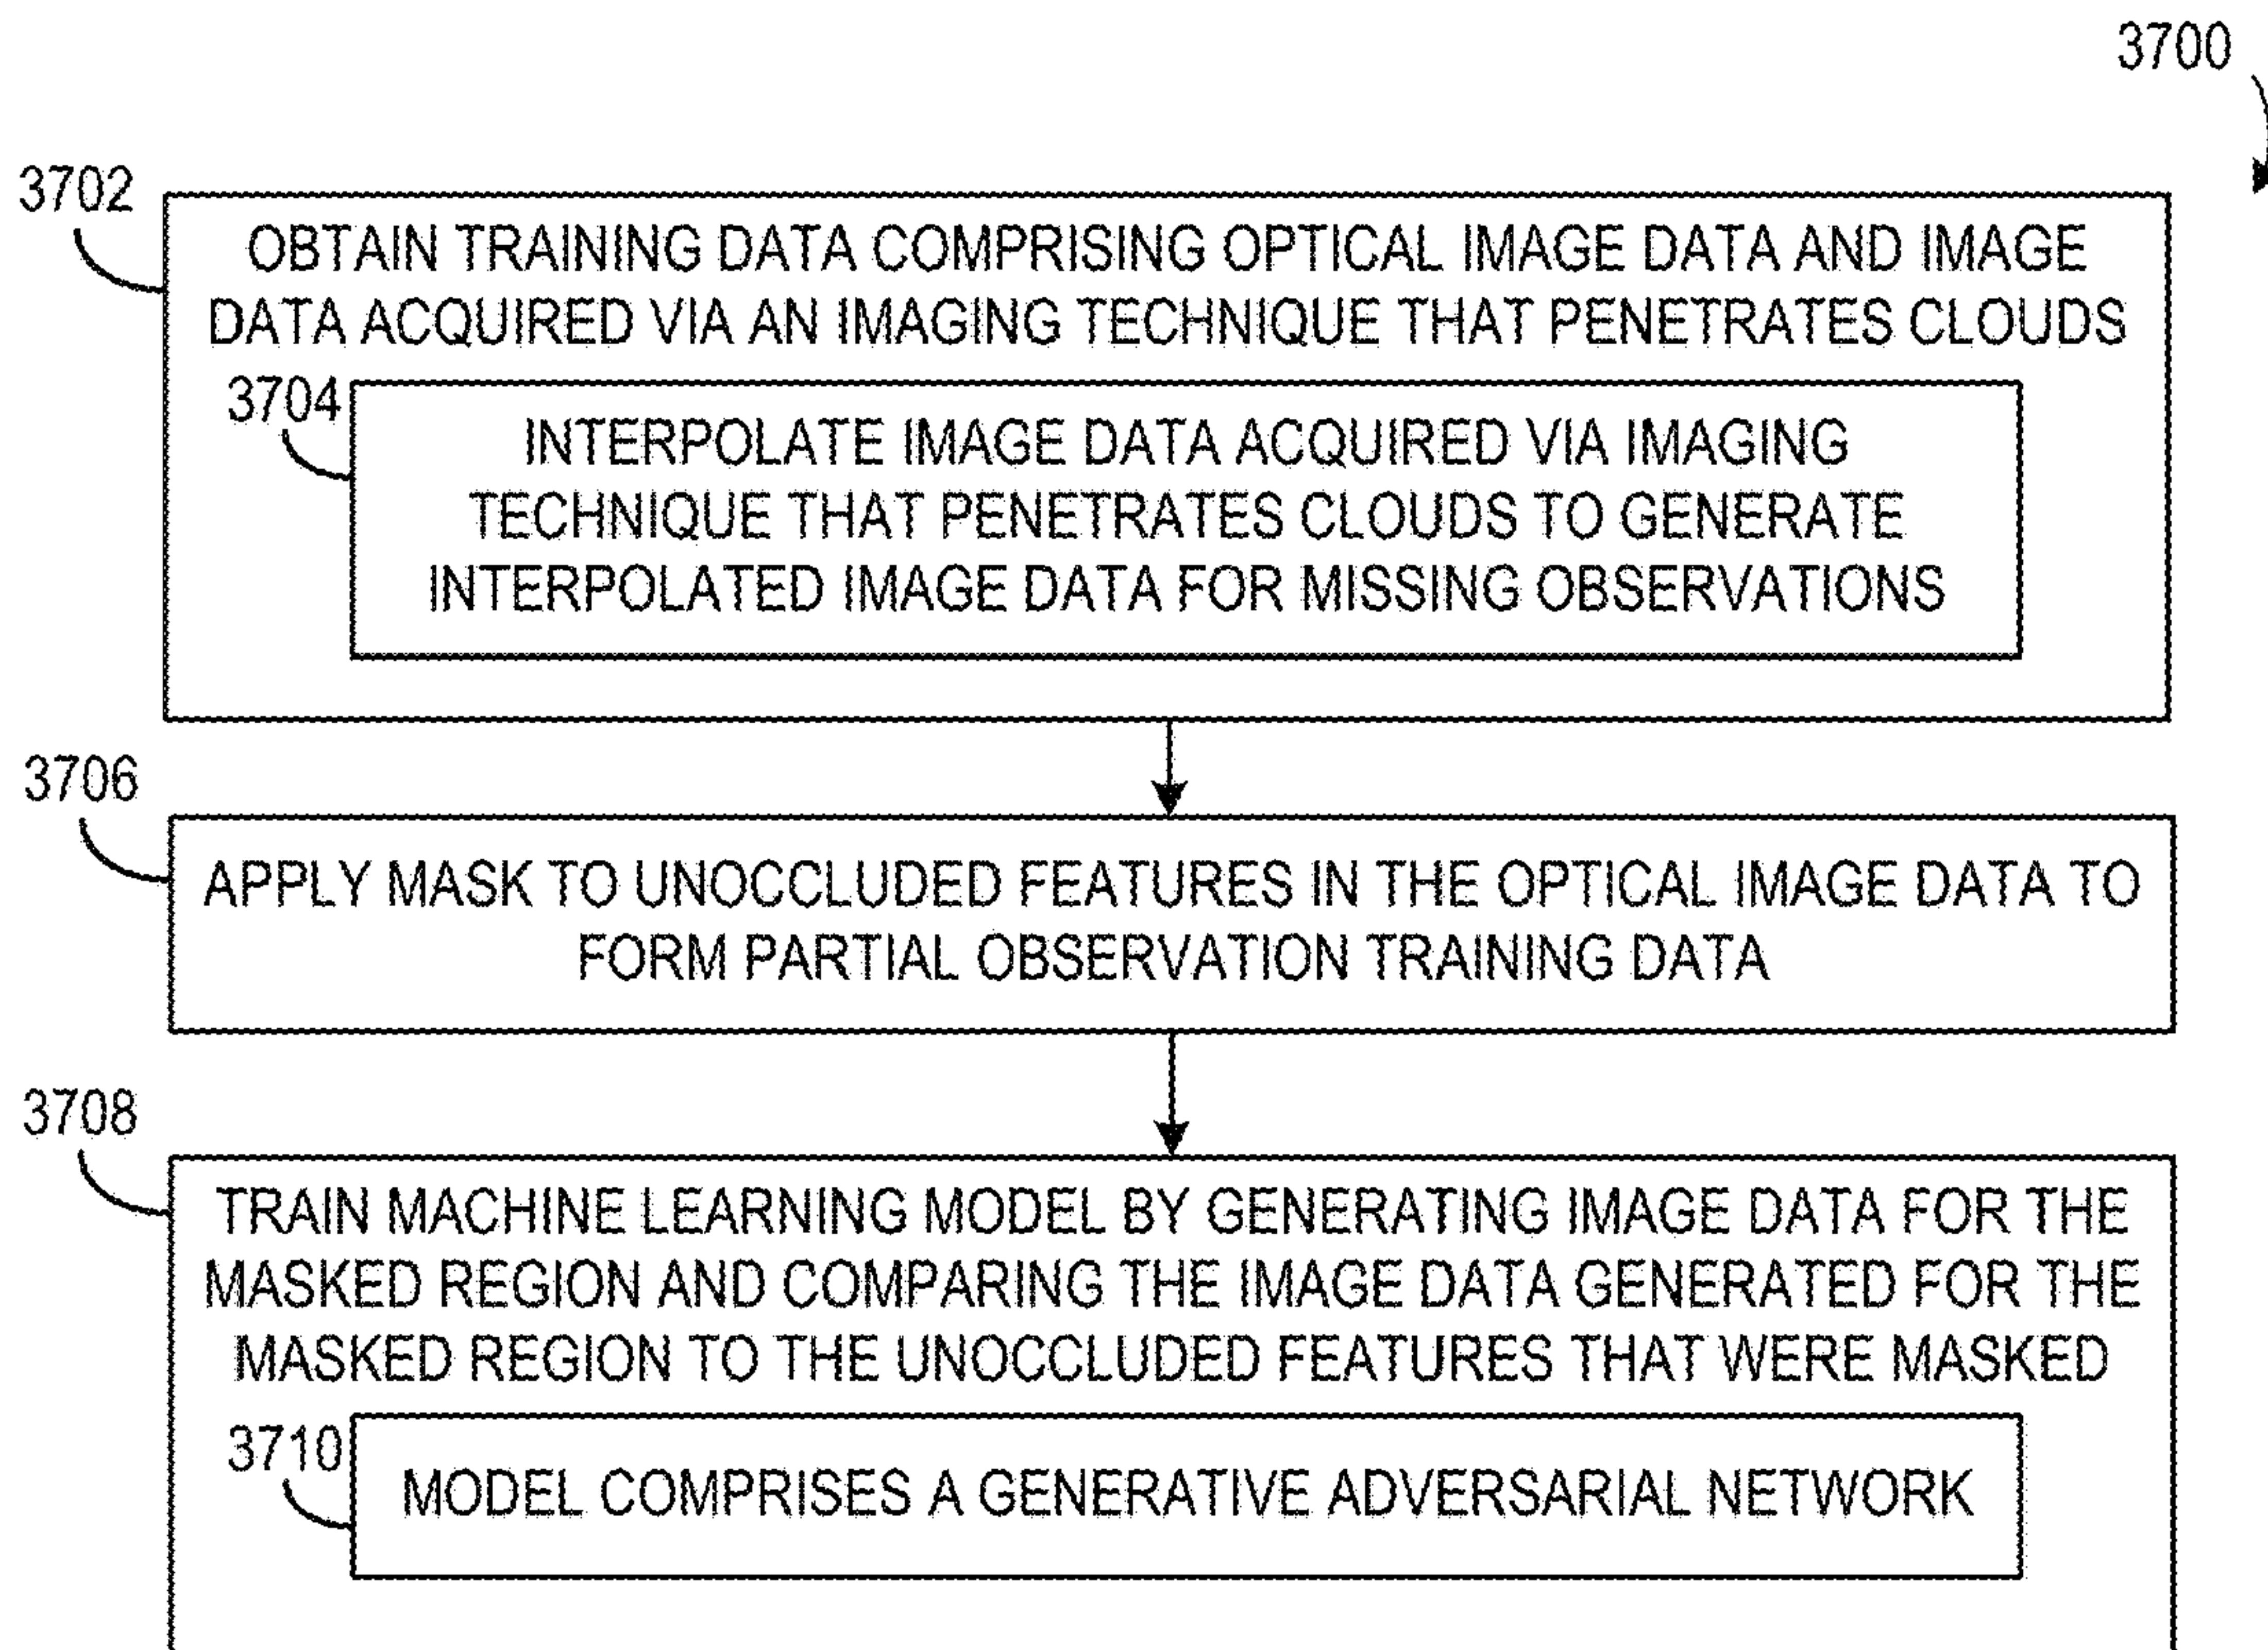 3700
3702
OBTAIN TRAINING DATA COMPRISING OPTICAL IMAGE DATA AND IMAGE
DATA ACQUIRED VIA AN IMAGING TECHNIQUE THAT PENETRATES CLOUDS
3704
INTERPOLATE IMAGE DATA ACQUIRED VIA IMAGING
TECHNIQUE THAT PENETRATES CLOUDS TO GENERATE
INTERPOLATED IMAGE DATA FOR MISSING OBSERVATIONS
3706
APPLY MASK TO UNOCCLUDED FEATURES IN THE OPTICAL IMAGE DATA TO
FORM PARTIAL OBSERVATION TRAINING DATA
3708
TRAIN MACHINE LEARNING MODEL BY GENERATING IMAGE DATA FOR THE
MASKED REGION AND COMPARING THE IMAGE DATA GENERATED FOR THE
MASKED REGION TO THE UNOCCLUDED FEATURES THAT WERE MASKED
3710
MODEL COMPRISES A GENERATIVE ADVERSARIAL NETWORK